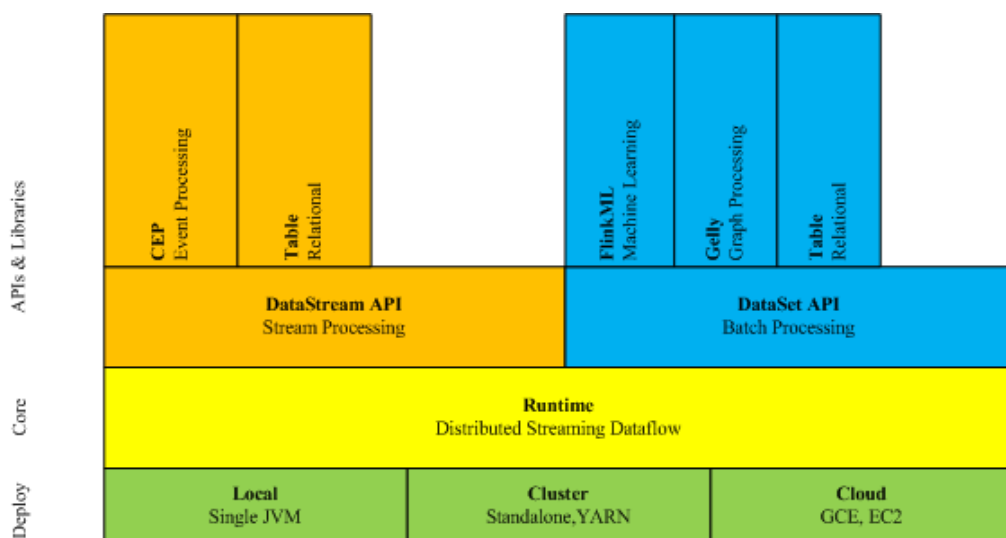 APIs & Libraries
CEP
Event Processing
Table
Relational
FlinkML
Machine Learning
Gelly
Graph Processing
Table
Relational
DataStream API
Stream Processing
DataSet API
Batch Processing
Core
Runtime
Distributed Streaming Dataflow
Deploy
Local
Single JVM
Cluster
Standalone,YARN
Cloud
GCE, EC2